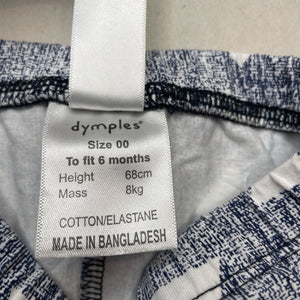 dymples®
Size 00
To fit 6 months
Height 68cm
Mass 8kg
COTTON/ELASTANE
MADE IN BANGLADESH